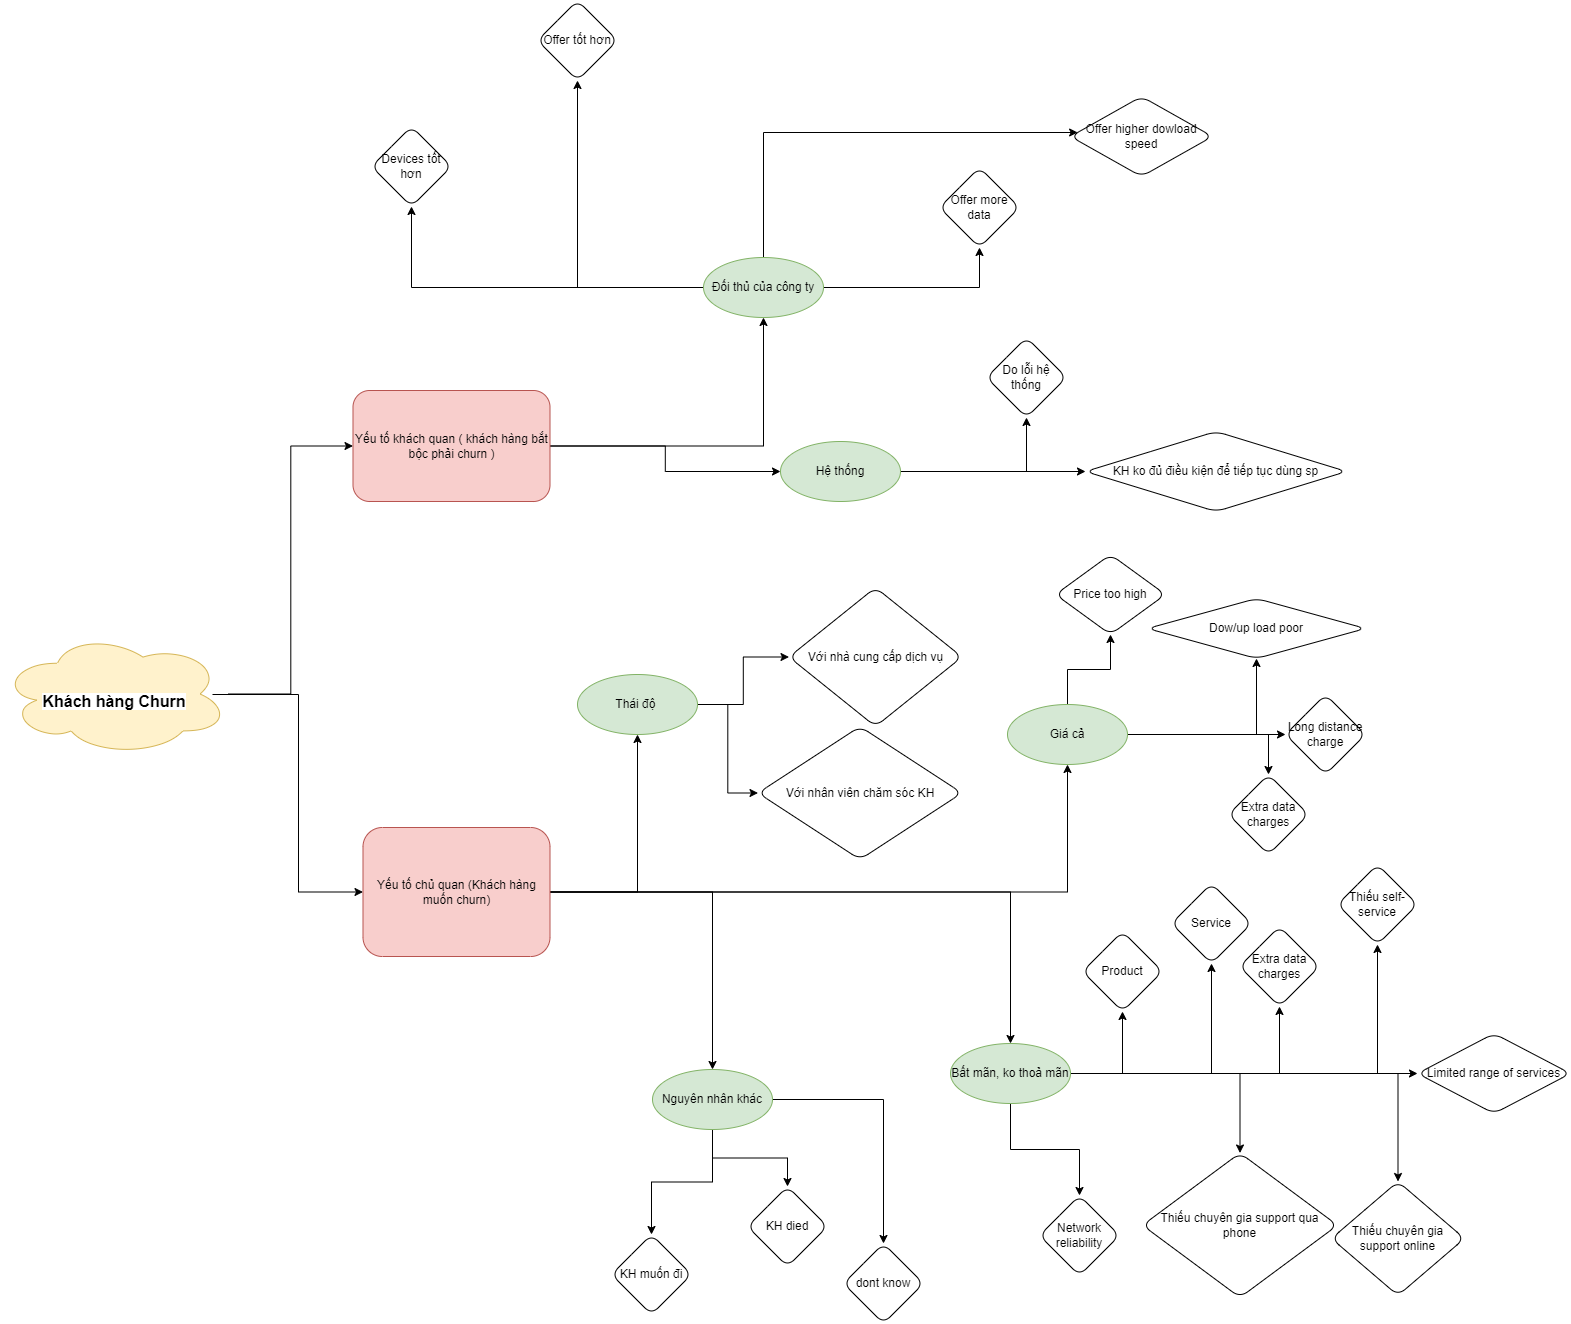 Offer tốt hơn
Devices tốt
hơn
Offer higher dowload
speed
Offer more
data
Đối thủ của công ty
Do lỗi hệ
thống
Yếu tố khách quan ( khách hàng bắt
bộc phải churn )
Hệ thống
KH ko đủ điều kiện để tiếp tục dùng sp
Price too high
Dow/up load poor
Với nhà cung cấp dịch vụ
Khách hàng Churn
Thái độ
Giá cả
Long distance
charge
Với nhân viên chăm sóc KH
Extra data
charges
Yếu tố chủ quan (Khách hàng
muốn churn)
Thiếu self-
service
Service
Product
Extra data
charges
Bất mãn, ko thoả mãn
Limited range of services
Nguyên nhân khác
Thiếu chuyên gia support qua
phone
Thiếu chuyên gia
support online
Network
reliability
KH died
KH muốn đi
dont know